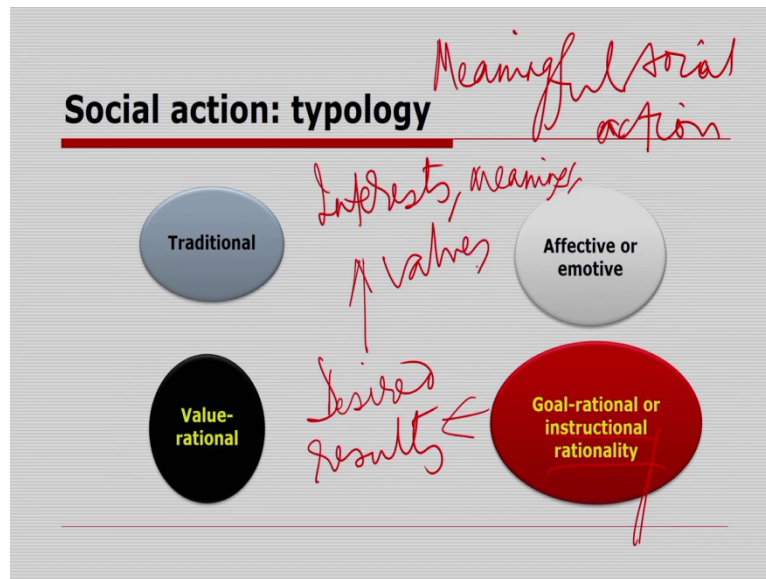 Meaningful social
action
Social action: typology
Interests, meanings,
values
Traditional
Affective or
emotive
Desired
results
Value-
rational
Goal-rational or
instructional
rationality